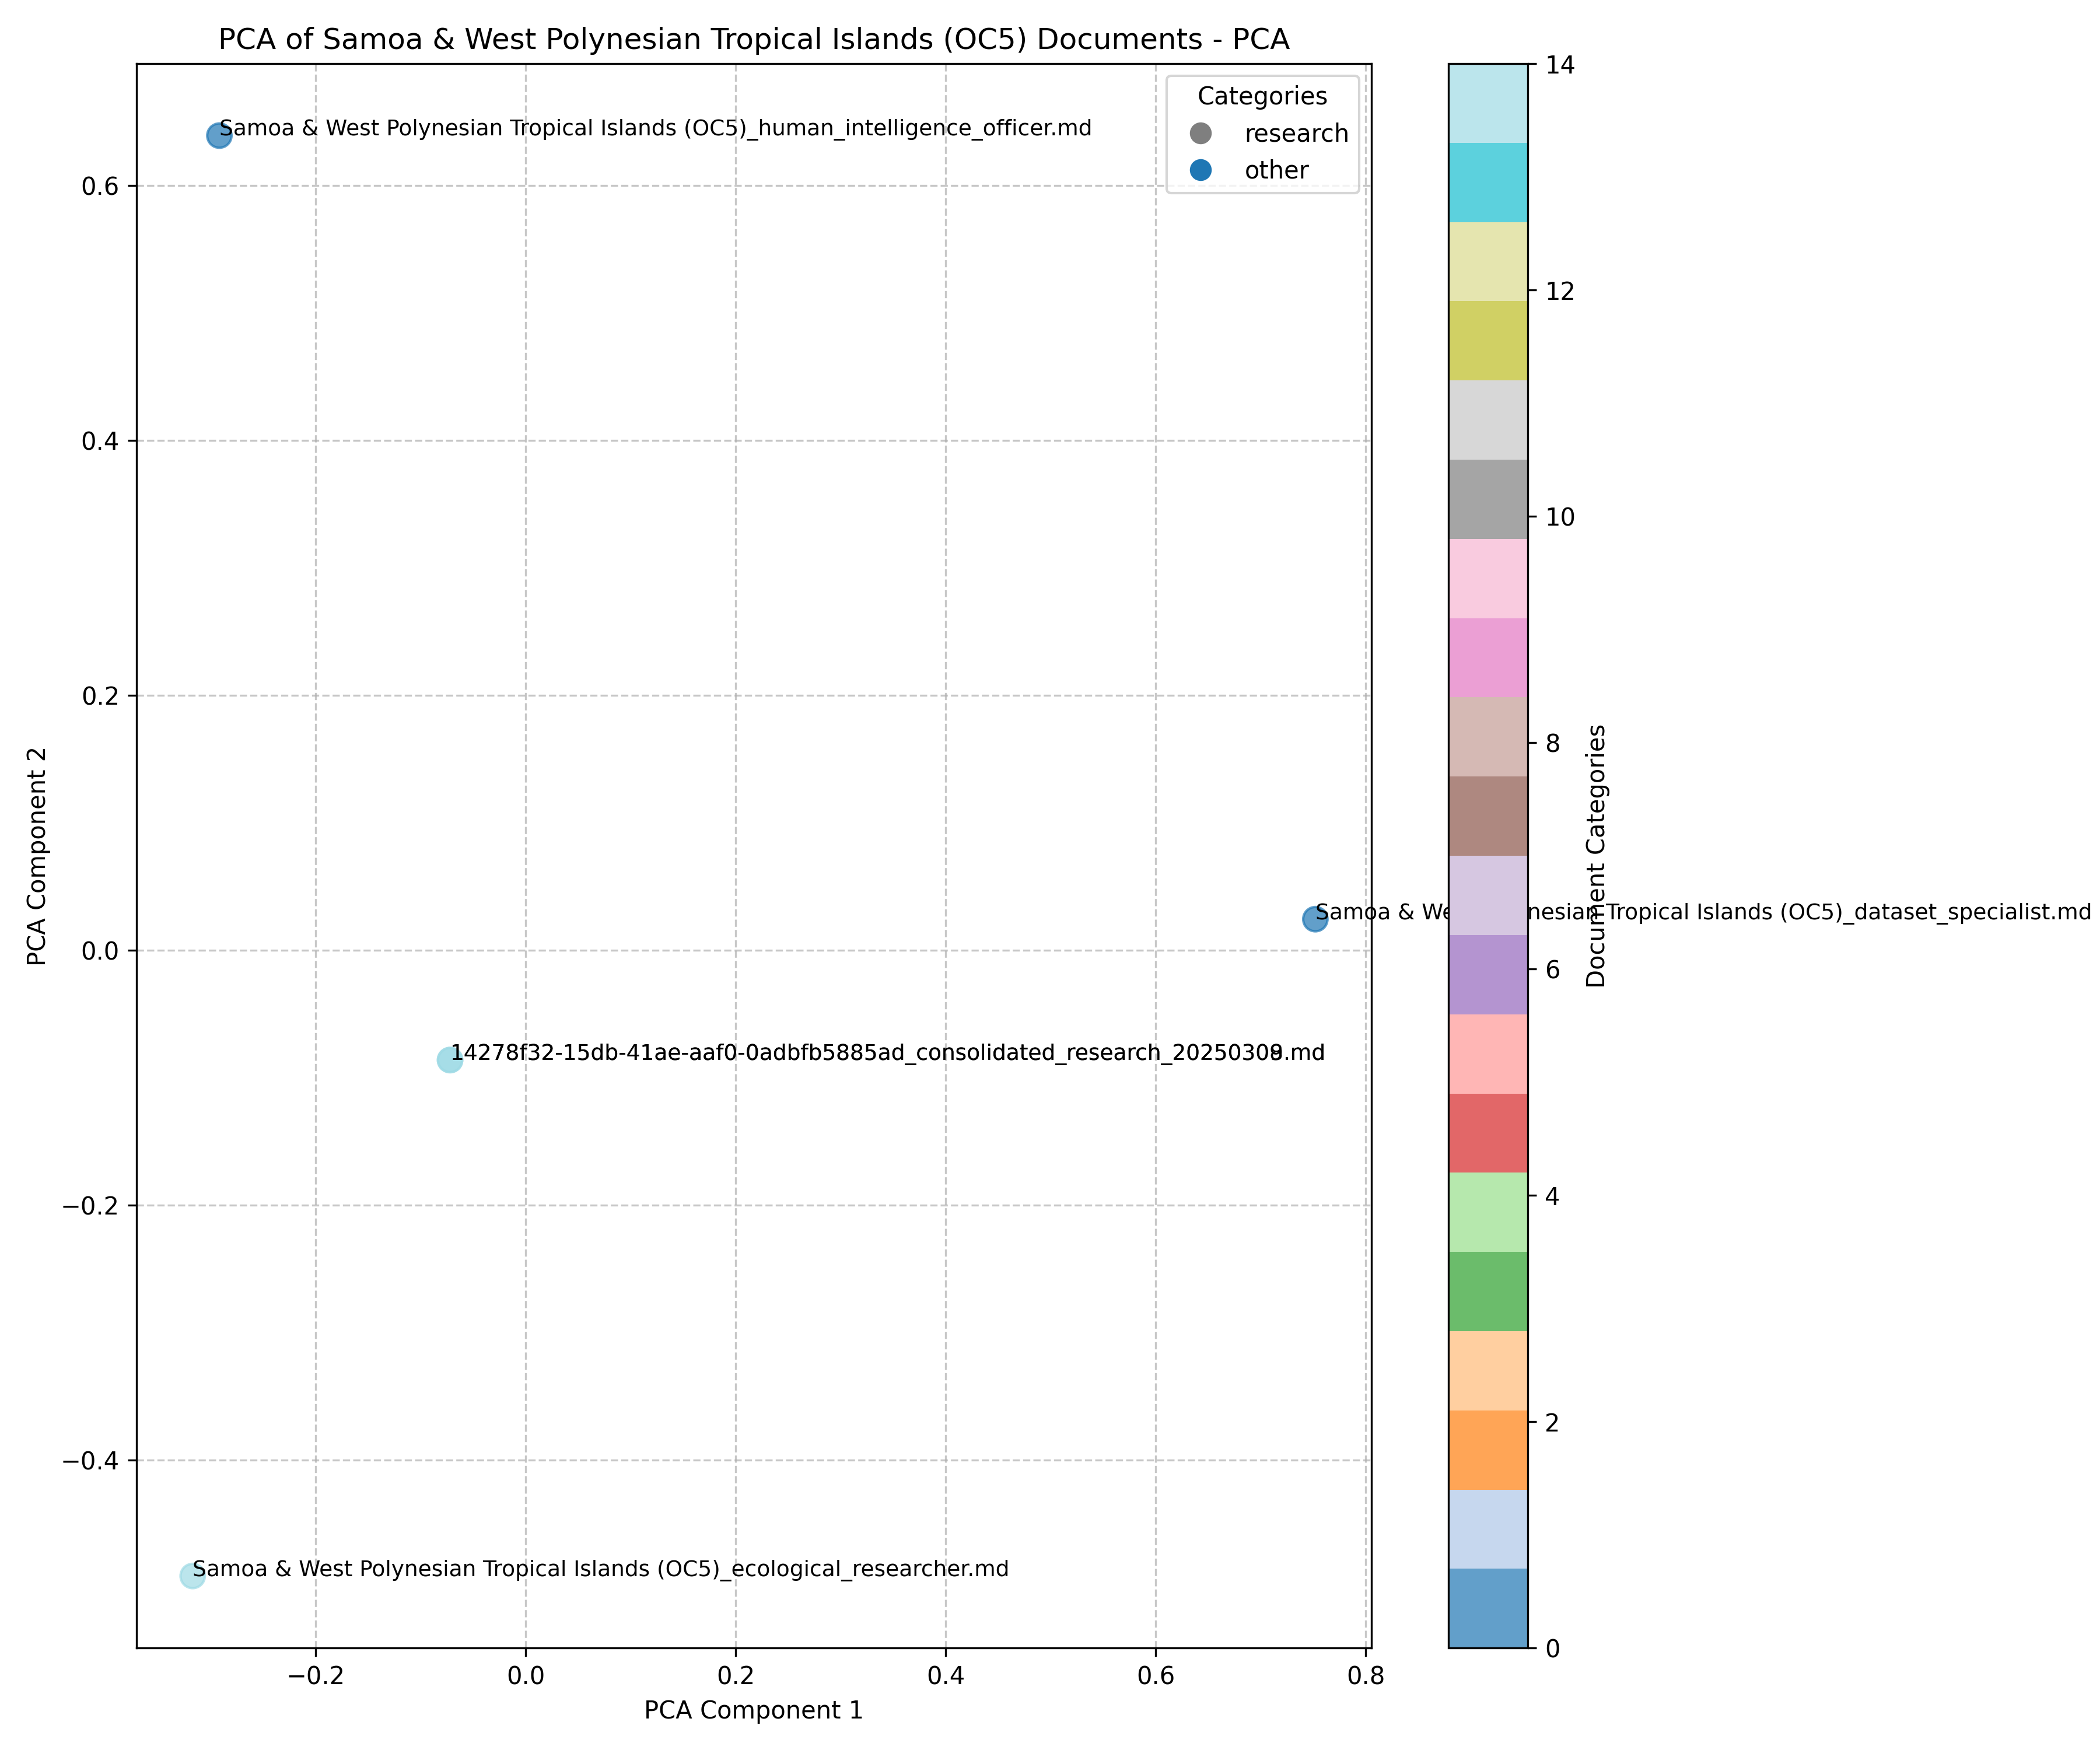 PCA of Samoa & West Polynesian Tropical Islands (OC5) Documents - PCA
Categories
research
other
Samoa & West Polynesian Tropical Islands (OC5)_human_intelligence_officer.md
Samoa & We nesian Tropical Islands (OC5)_dataset_specialist.md
14278f32-15db-41ae-aaf0-0adbfb5885ad_consolidated_research_2025030 .md
Samoa & West Polynesian Tropical Islands (OC5)_ecological_researcher.md
0.6
0.4
0.2
0.0
−0.2
−0.4
PCA Component 2
−0.2
0.0
0.2
0.4
0.6
0.8
PCA Component 1
14
12
10
8
6
4
2
0
Document Categories